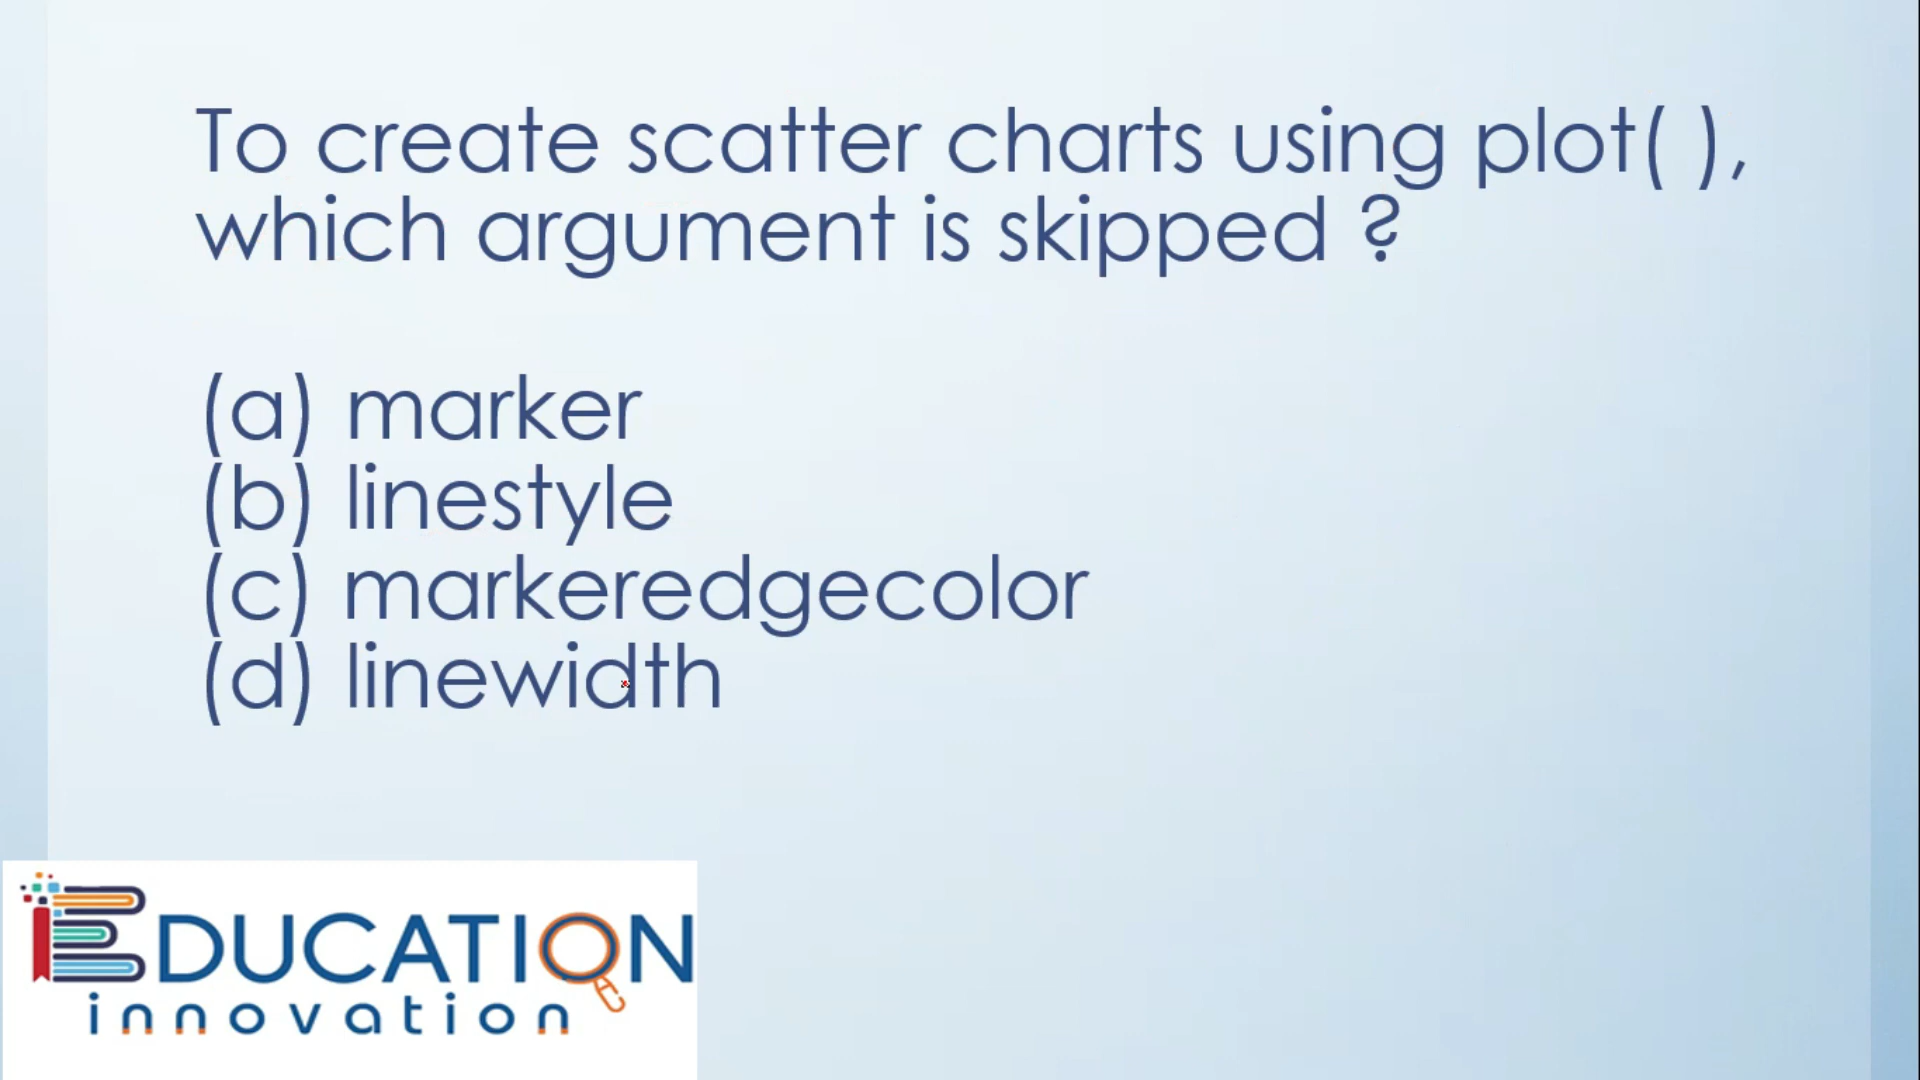 To create scatter charts using plot( ),
which argument is skipped ?
(a) marker
(b) linestyle
(c) markeredgecolor
(d) linewidth
EDUCATION
innovation